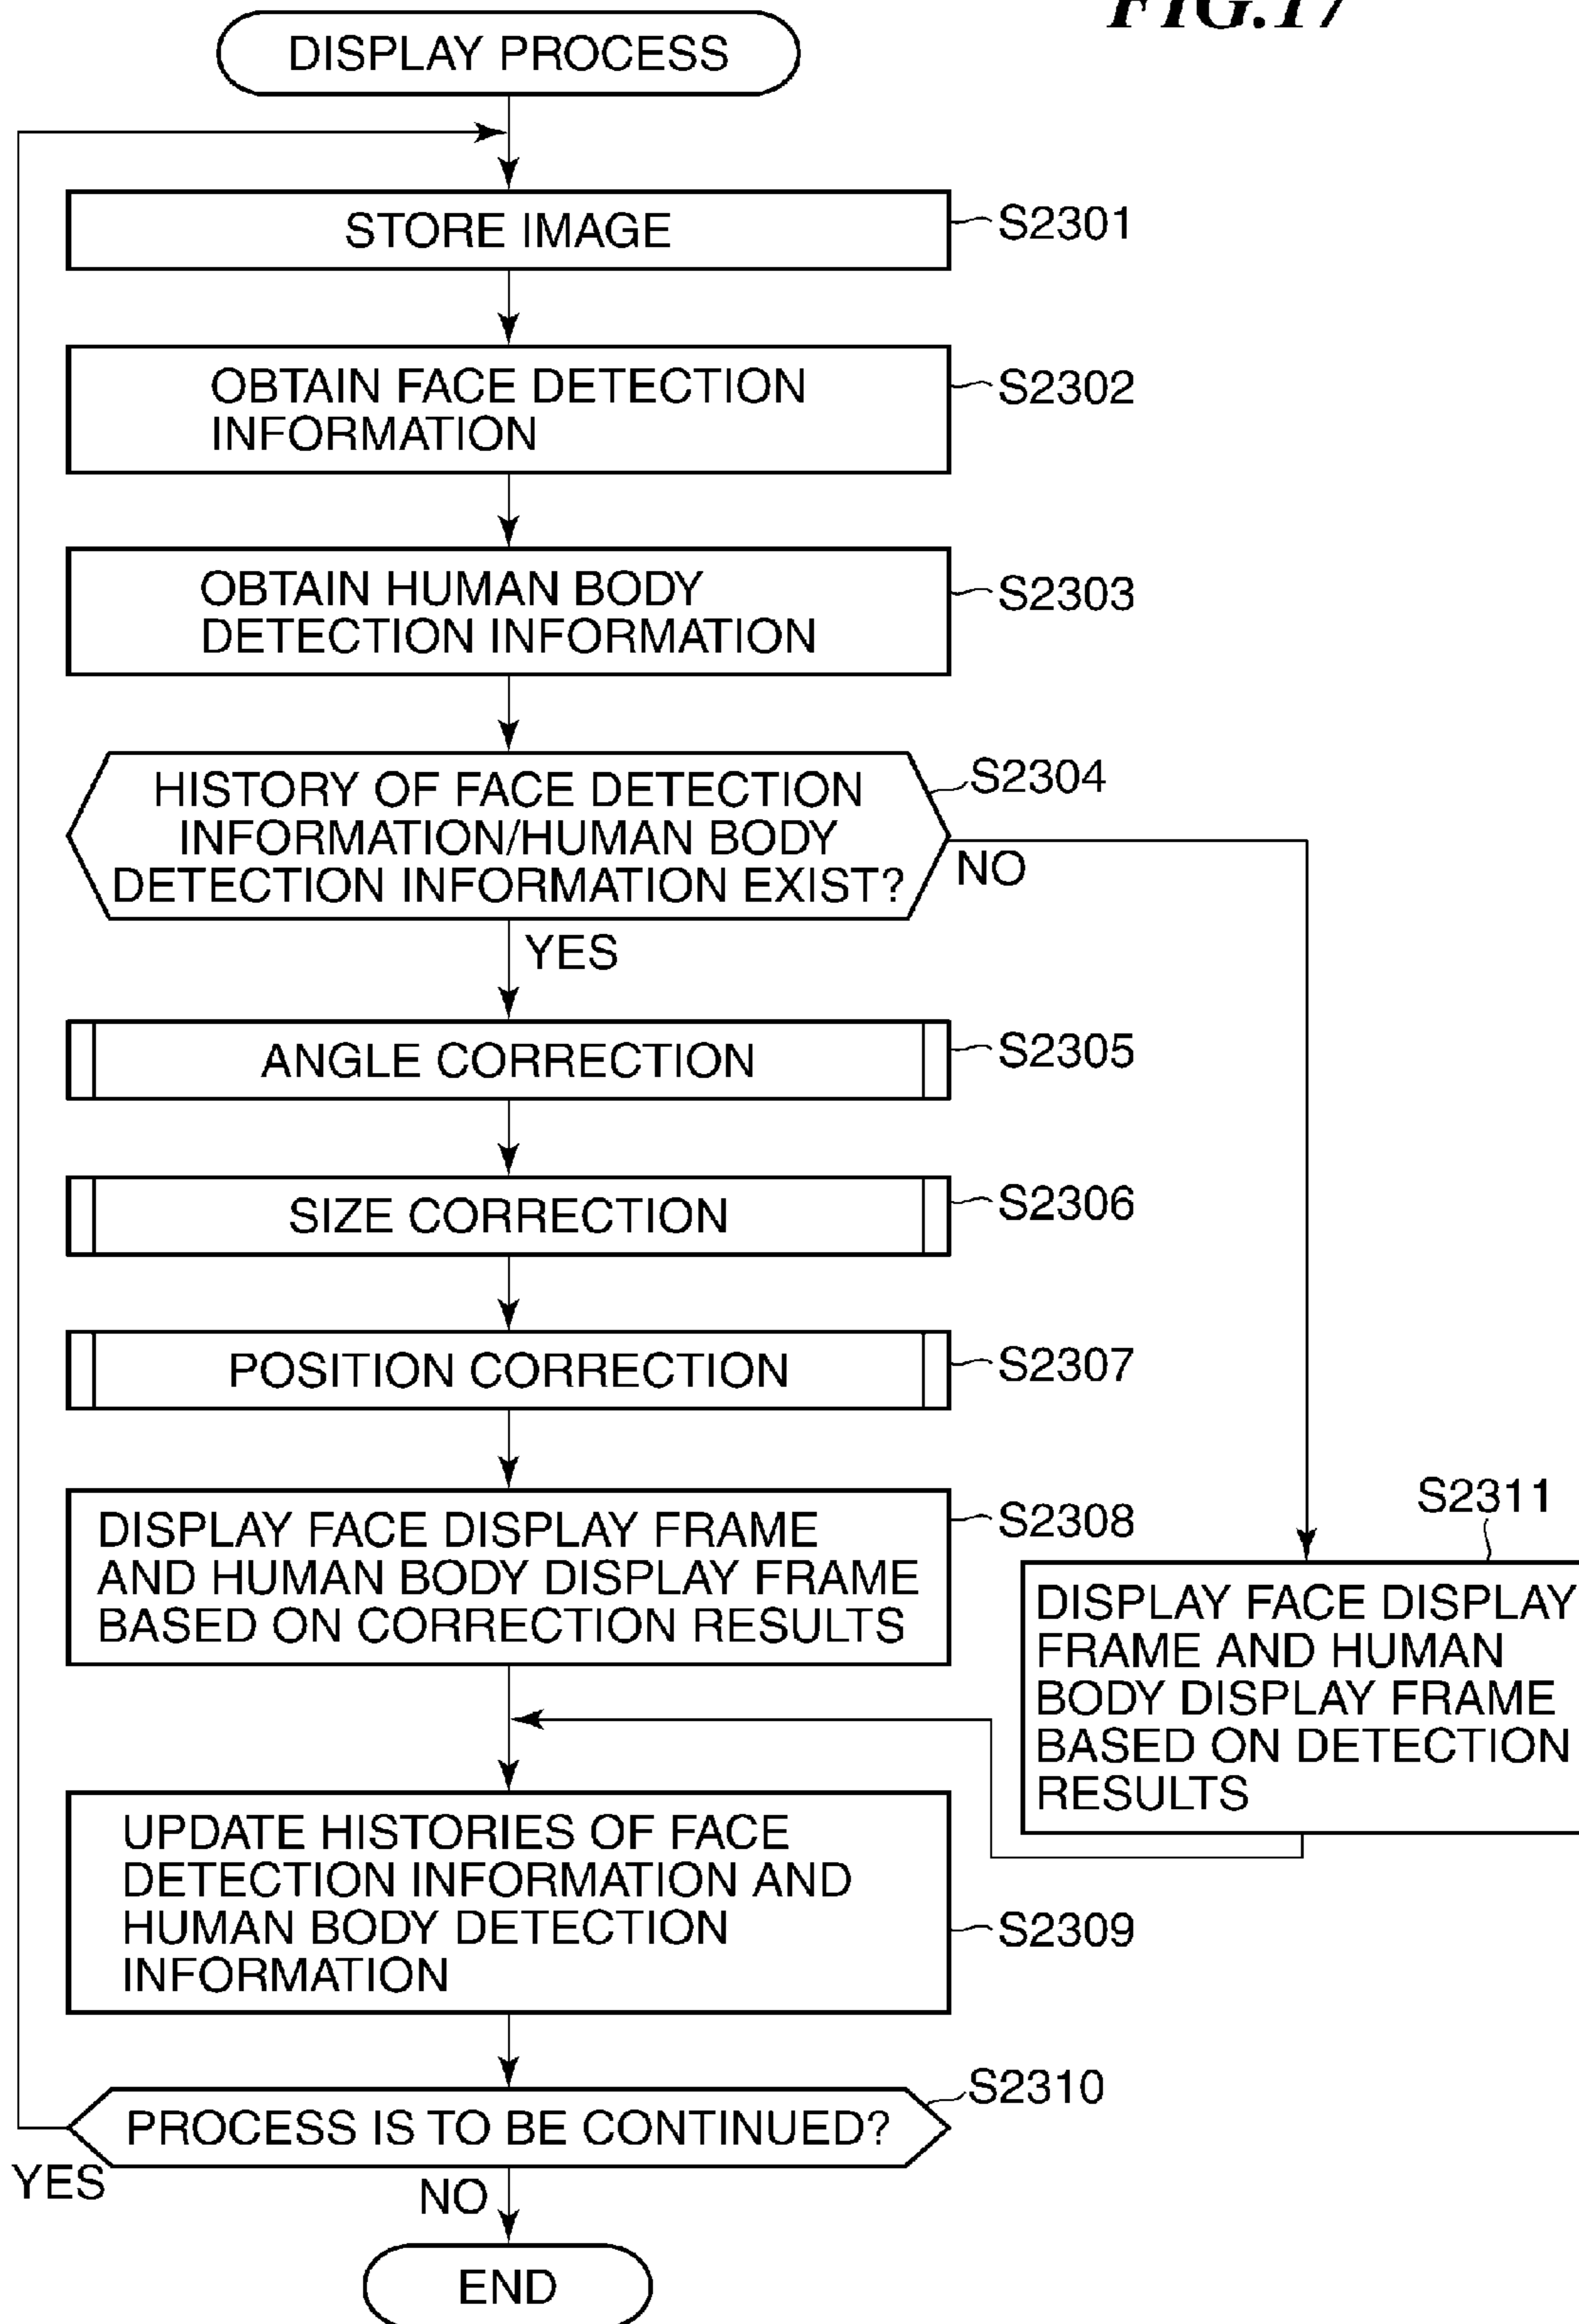 FIG.17
DISPLAY PROCESS
STORE IMAGE
S2301
OBTAIN FACE DETECTION
INFORMATION
S2302
OBTAIN HUMAN BODY
DETECTION INFORMATION
S2303
HISTORY OF FACE DETECTION
INFORMATION/HUMAN BODY
DETECTION INFORMATION EXIST?
S2304
NO
YES
ANGLE CORRECTION
S2305
SIZE CORRECTION
S2306
POSITION CORRECTION
S2307
DISPLAY FACE DISPLAY FRAME
AND HUMAN BODY DISPLAY FRAME
BASED ON CORRECTION RESULTS
S2308
S2311
DISPLAY FACE DISPLAY
FRAME AND HUMAN
BODY DISPLAY FRAME
BASED ON DETECTION
RESULTS
UPDATE HISTORIES OF FACE
DETECTION INFORMATION AND
HUMAN BODY DETECTION
INFORMATION
S2309
PROCESS IS TO BE CONTINUED?
S2310
YES
NO
END